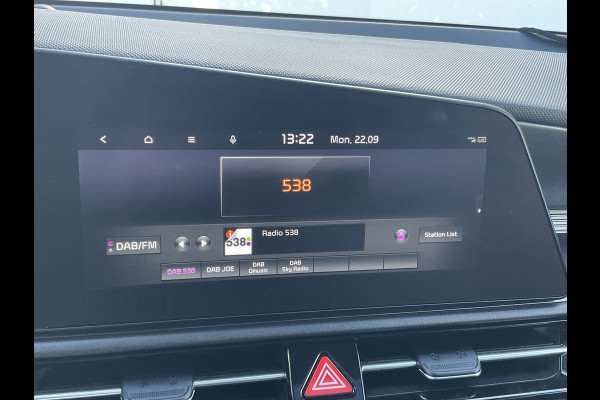 13:22 Mon, 22.09
538
538 Radio 538
DAB/FM Station List
DAB 538 DAB JOE DAB Qmusic DAB Sky Radio